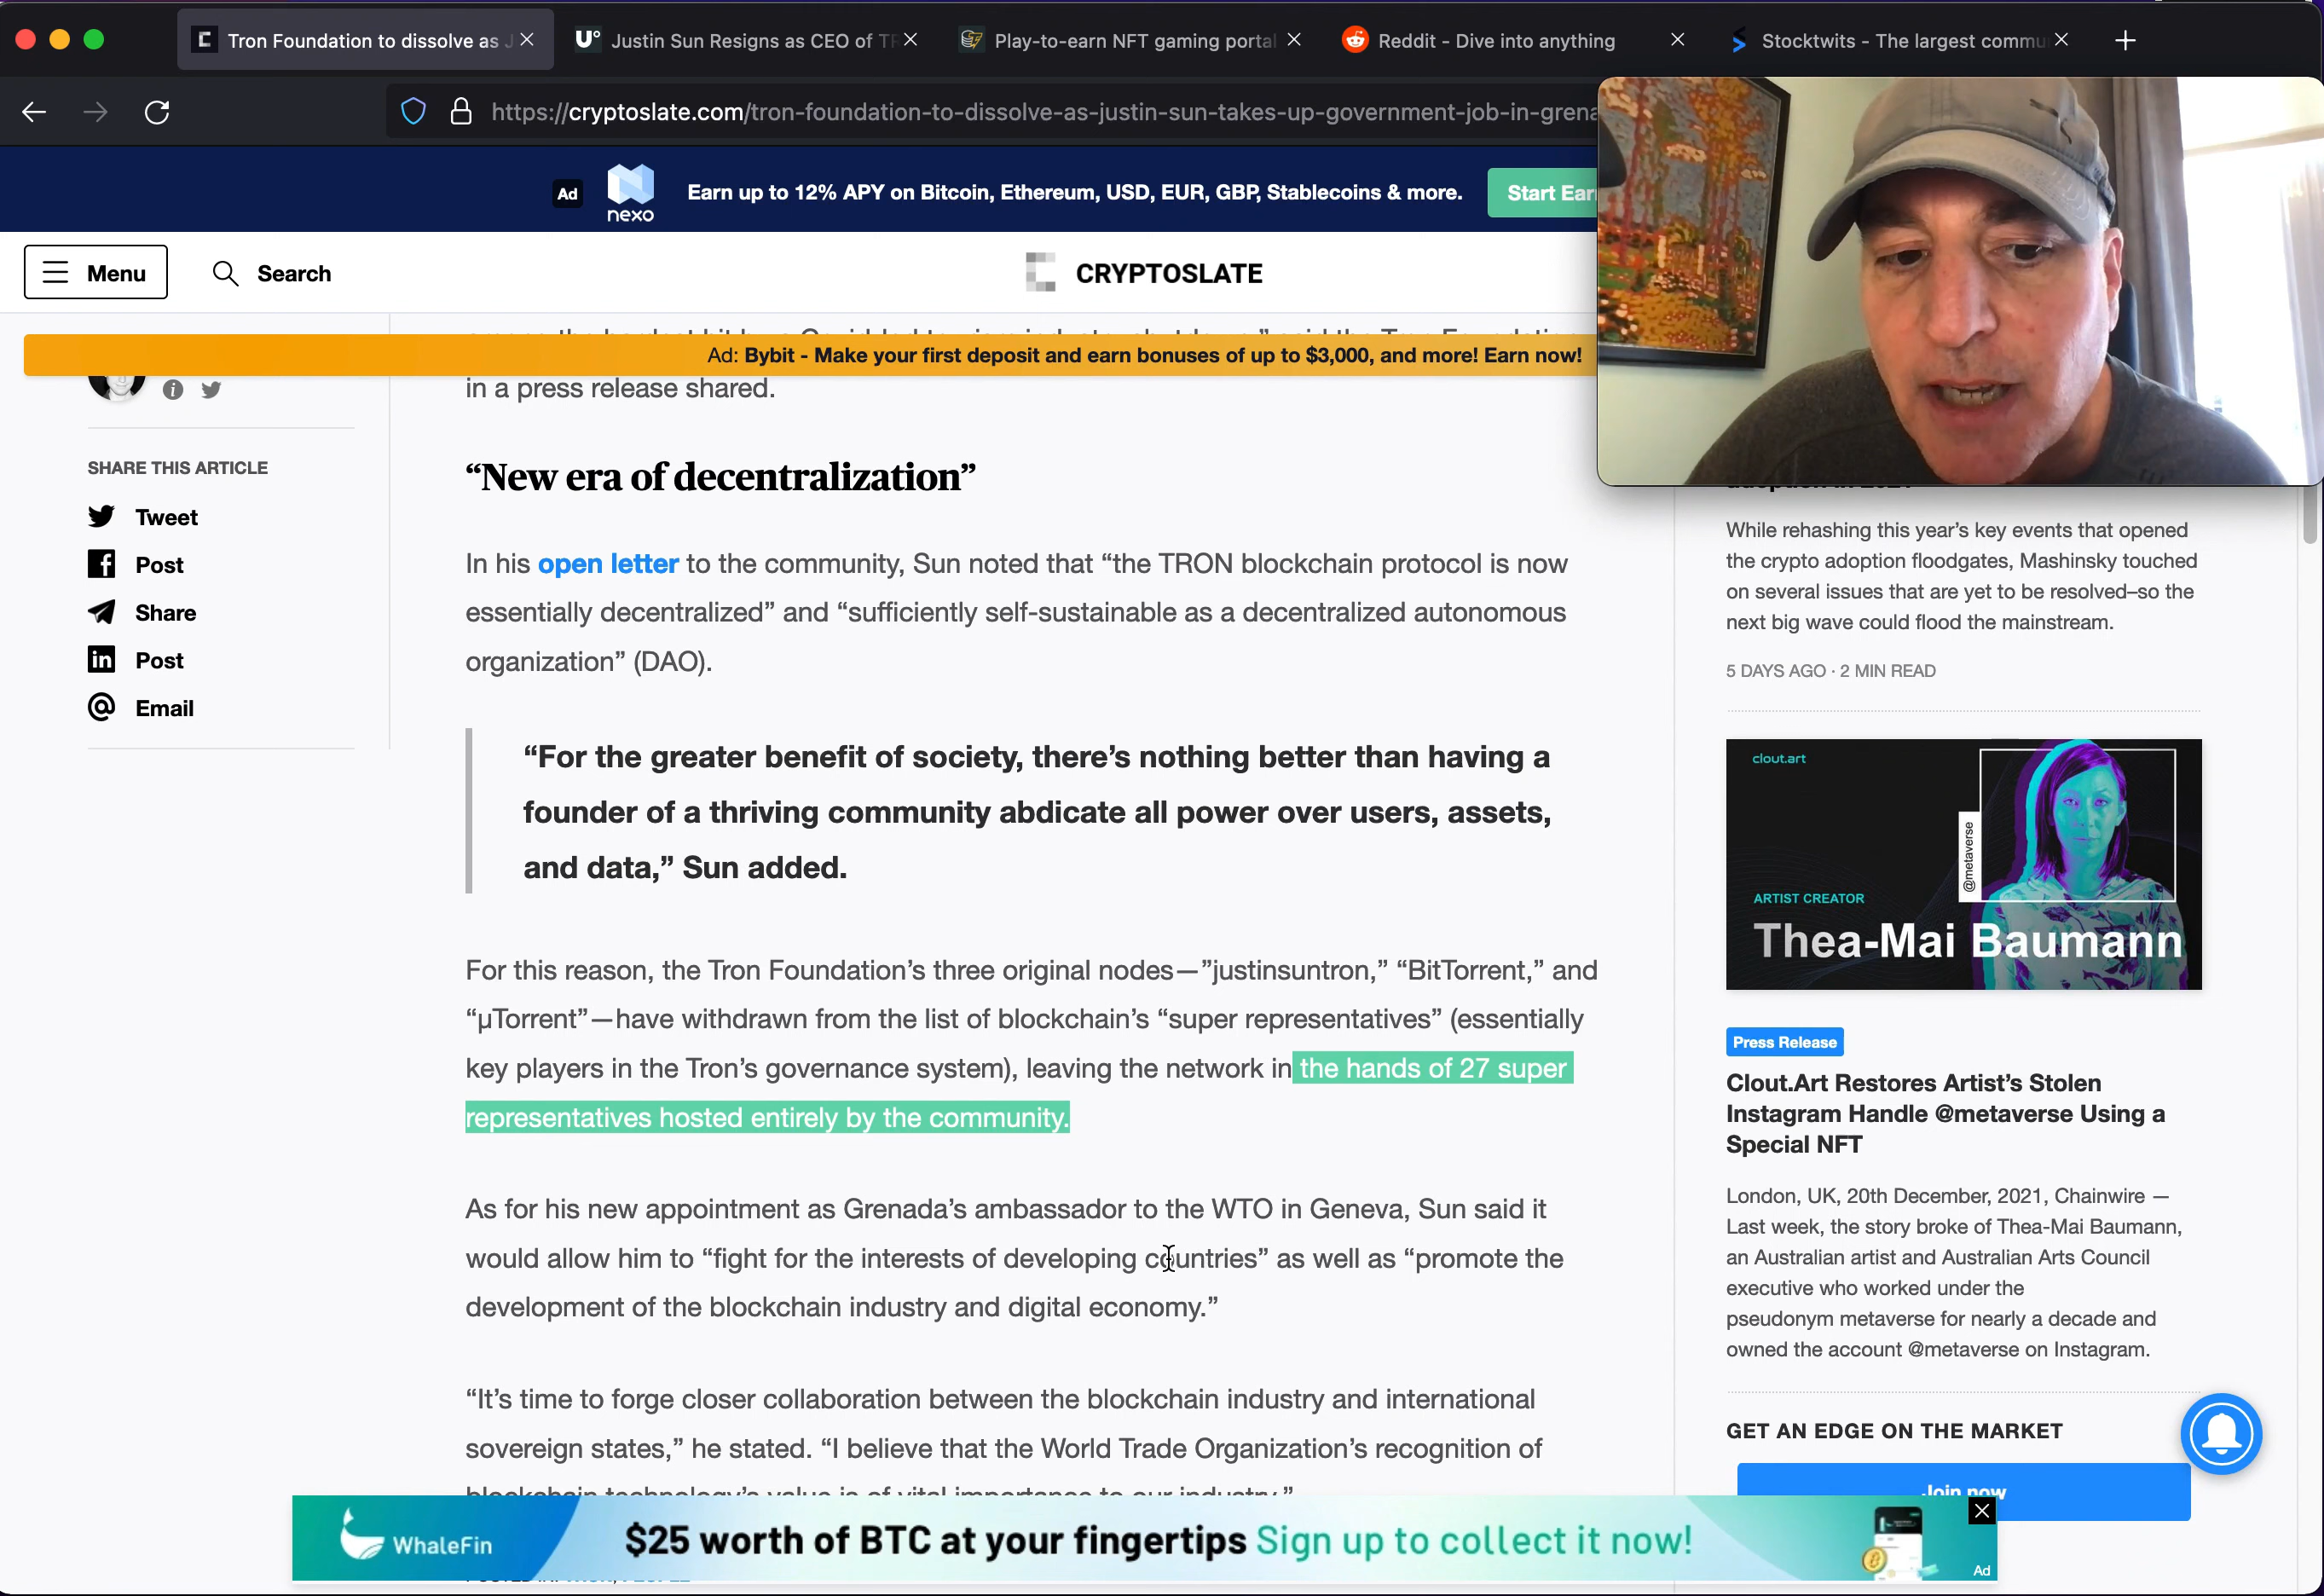 Tron Foundation to dissolve as J
Justin Sun Resigns as CEO of TR
Play-to-earn NFT gaming portal
Reddit - Dive into anything
Stocktwits - The largest commu
https://cryptoslate.com/tron-foundation-to-dissolve-as-justin-sun-takes-up-government-job-in-grena
Ad
nexo
Earn up to 12% APY on Bitcoin, Ethereum, USD, EUR, GBP, Stablecoins & more.
Start Ear
Menu
Search
CRYPTOSLATE
Ad: Bybit - Make your first deposit and earn bonuses of up to $3,000, and more! Earn now!
in a press release shared.
SHARE THIS ARTICLE
Tweet
Post
Share
Post
Email
“New era of decentralization”
In his open letter to the community, Sun noted that “the TRON blockchain protocol is now
essentially decentralized” and “sufficiently self-sustainable as a decentralized autonomous
organization” (DAO).
“For the greater benefit of society, there’s nothing better than having a
founder of a thriving community abdicate all power over users, assets,
and data,” Sun added.
For this reason, the Tron Foundation’s three original nodes—”justinsuntron,” “BitTorrent,” and
“µTorrent”—have withdrawn from the list of blockchain’s “super representatives” (essentially
key players in the Tron’s governance system), leaving the network in the hands of 27 super
representatives hosted entirely by the community.
As for his new appointment as Grenada’s ambassador to the WTO in Geneva, Sun said it
would allow him to “fight for the interests of developing countries” as well as “promote the
development of the blockchain industry and digital economy.”
“It’s time to forge closer collaboration between the blockchain industry and international
sovereign states,” he stated. “I believe that the World Trade Organization’s recognition of
blockchain technology’s value is of vital importance to our industry.”
While rehashing this year’s key events that opened
the crypto adoption floodgates, Mashinsky touched
on several issues that are yet to be resolved–so the
next big wave could flood the mainstream.
5 DAYS AGO · 2 MIN READ
clout.art
@metaverse
ARTIST CREATOR
Thea-Mai Baumann
Press Release
Clout.Art Restores Artist’s Stolen
Instagram Handle @metaverse Using a
Special NFT
London, UK, 20th December, 2021, Chainwire —
Last week, the story broke of Thea-Mai Baumann,
an Australian artist and Australian Arts Council
executive who worked under the
pseudonym metaverse for nearly a decade and
owned the account @metaverse on Instagram.
GET AN EDGE ON THE MARKET
Join now
WhaleFin
$25 worth of BTC at your fingertips Sign up to collect it now!
Ad